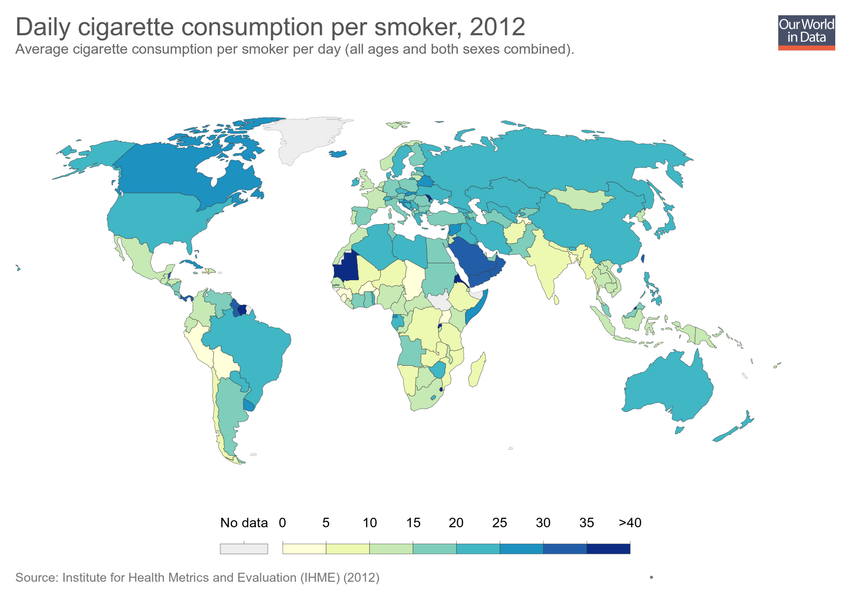 Daily cigarette consumption per smoker, 2012
Average cigarette consumption per smoker per day (all ages and both sexes combined).
Our World
in Data
No data 0 5 10 15 20 25 30 35 >40
Source: Institute for Health Metrics and Evaluation (IHME) (2012)